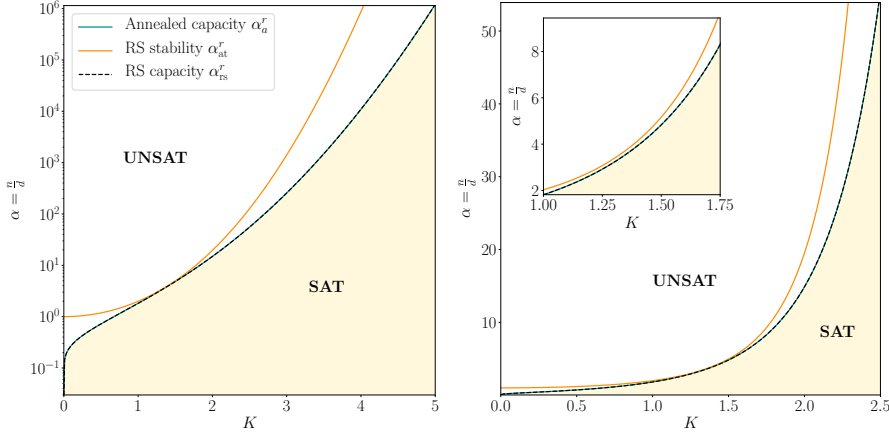 10^6
10^5
10^4
10^3
10^2
10^1
10^0
10^{-1}
α = n/d
Annealed capacity α_a^r
RS stability α_at^r
RS capacity α_rs^r
UNSAT
SAT
0 1 2 3 4 5
K
50
40
30
20
10
α = n/d
8
6
4
2
α = n/d
1.00 1.25 1.50 1.75
K
UNSAT
SAT
0.0 0.5 1.0 1.5 2.0 2.5
K